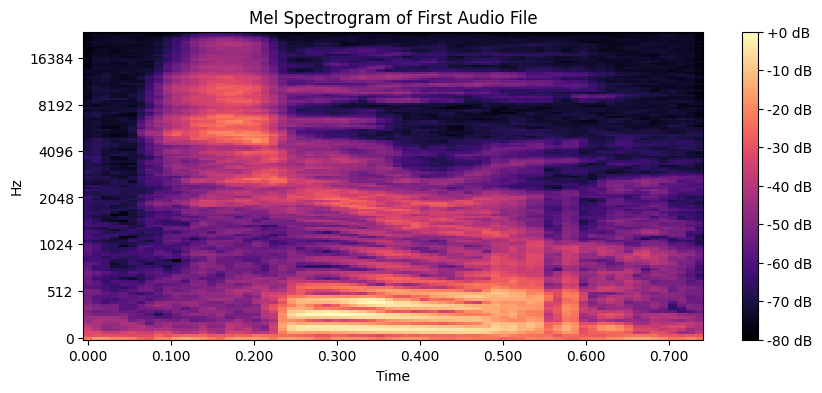 Mel Spectrogram of First Audio File
Hz
16384
8192
4096
2048
1024
512
0
0.000 0.100 0.200 0.300 0.400 0.500 0.600 0.700
Time
+0 dB
-10 dB
-20 dB
-30 dB
-40 dB
-50 dB
-60 dB
-70 dB
-80 dB